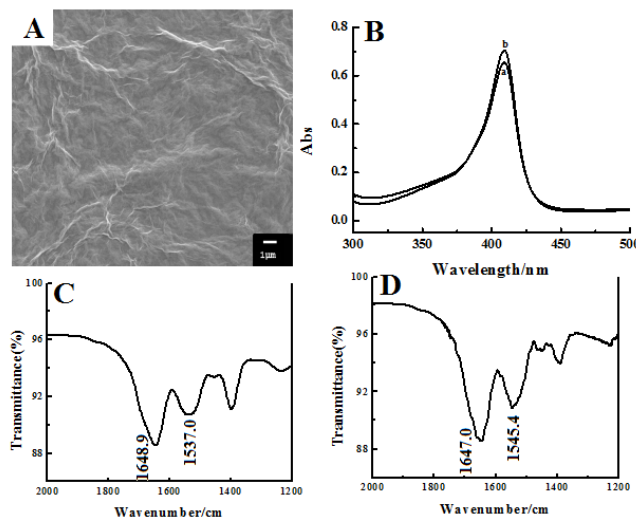 A
1μm
B
0.8
0.6
0.4
0.2
0.0
Abs
b
a
300
350
400
450
500
Wavelength/nm
C
100
96
92
88
Transmittance(%)
1648.9
1537.0
2000
1800
1600
1400
1200
Wavenumber/cm
D
100
96
92
88
Transmittance(%)
1647.0
1545.4
2000
1800
1600
1400
1200
Wavenumber/cm